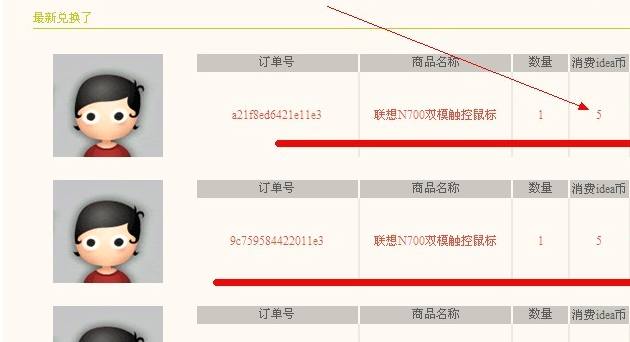 最新兑换了
订单号 商品名称 数量 消费idea币
a21f8ed6421e11e3 联想N700双模触控鼠标 1 5
订单号 商品名称 数量 消费idea币
9c759584422011e3 联想N700双模触控鼠标 1 5
订单号 商品名称 数量 消费idea币